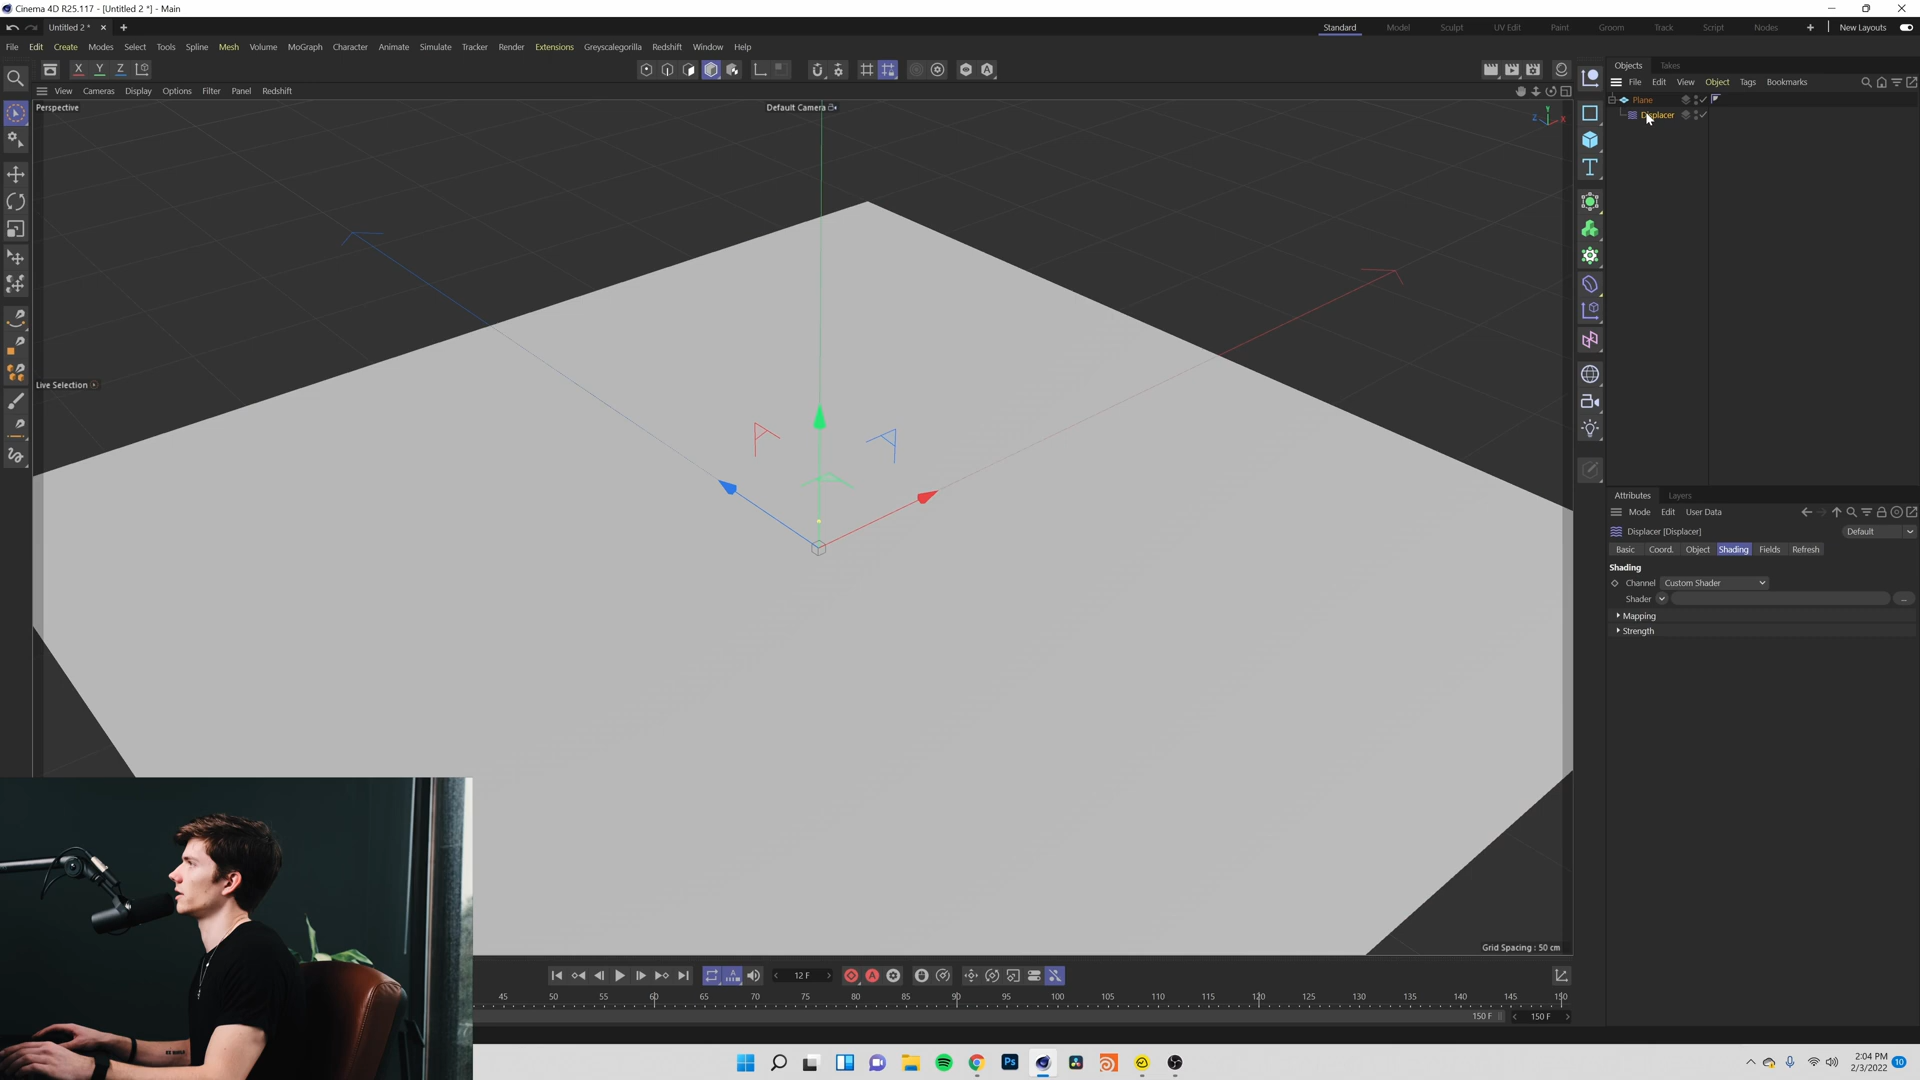 Cinema 4D R25.117 - [Untitled 2 *] - Main
Untitled 2 *
Standard Model Sculpt UV Edit Paint Groom Track Script Nodes New Layouts
File Edit Create Modes Select Tools Spline Mesh Volume MoGraph Character Animate Simulate Tracker Render Extensions Greyscalegorilla Redshift Window Help
X Y Z
Objects Takes
File Edit View Object Tags Bookmarks
View Cameras Display Options Filter Panel Redshift
Perspective
Default Camera
Plane
Displacer
Y
Z X
Live Selection
Attributes Layers
Mode Edit User Data
Displacer [Displacer]
Default
Basic Coord. Object Shading Fields Refresh
Shading
Channel Custom Shader
Shader
...
Mapping
Strength
Grid Spacing : 50 cm
12 F
45 50 55 60 65 70 75 80 85 90 95 100 105 110 115 120 125 130 135 140 145 150
150 F 150 F
Ps
2:04 PM
2/3/2022
10